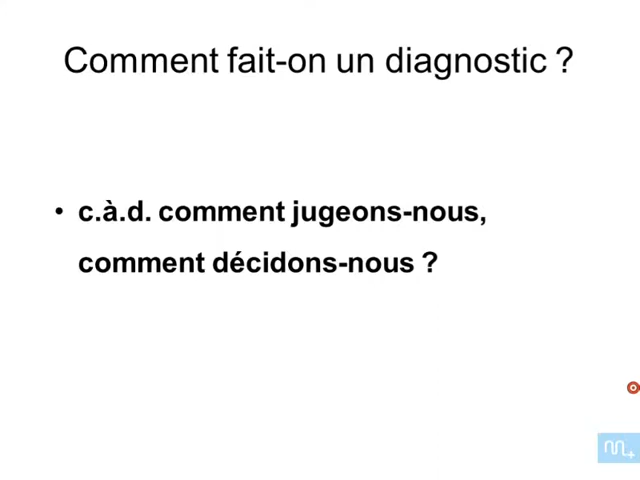 Comment fait-on un diagnostic ?
• c.à.d. comment jugeons-nous,
comment décidons-nous ?